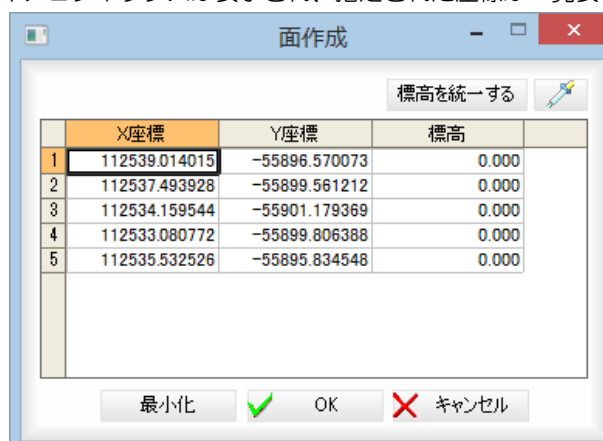 面作成
標高を統一する
X座標 Y座標 標高
1 112539.014015 -55896.570073 0.000
2 112537.493928 -55899.561212 0.000
3 112534.159544 -55901.179369 0.000
4 112533.080772 -55899.806388 0.000
5 112535.532526 -55895.834548 0.000
最小化 OK キャンセル